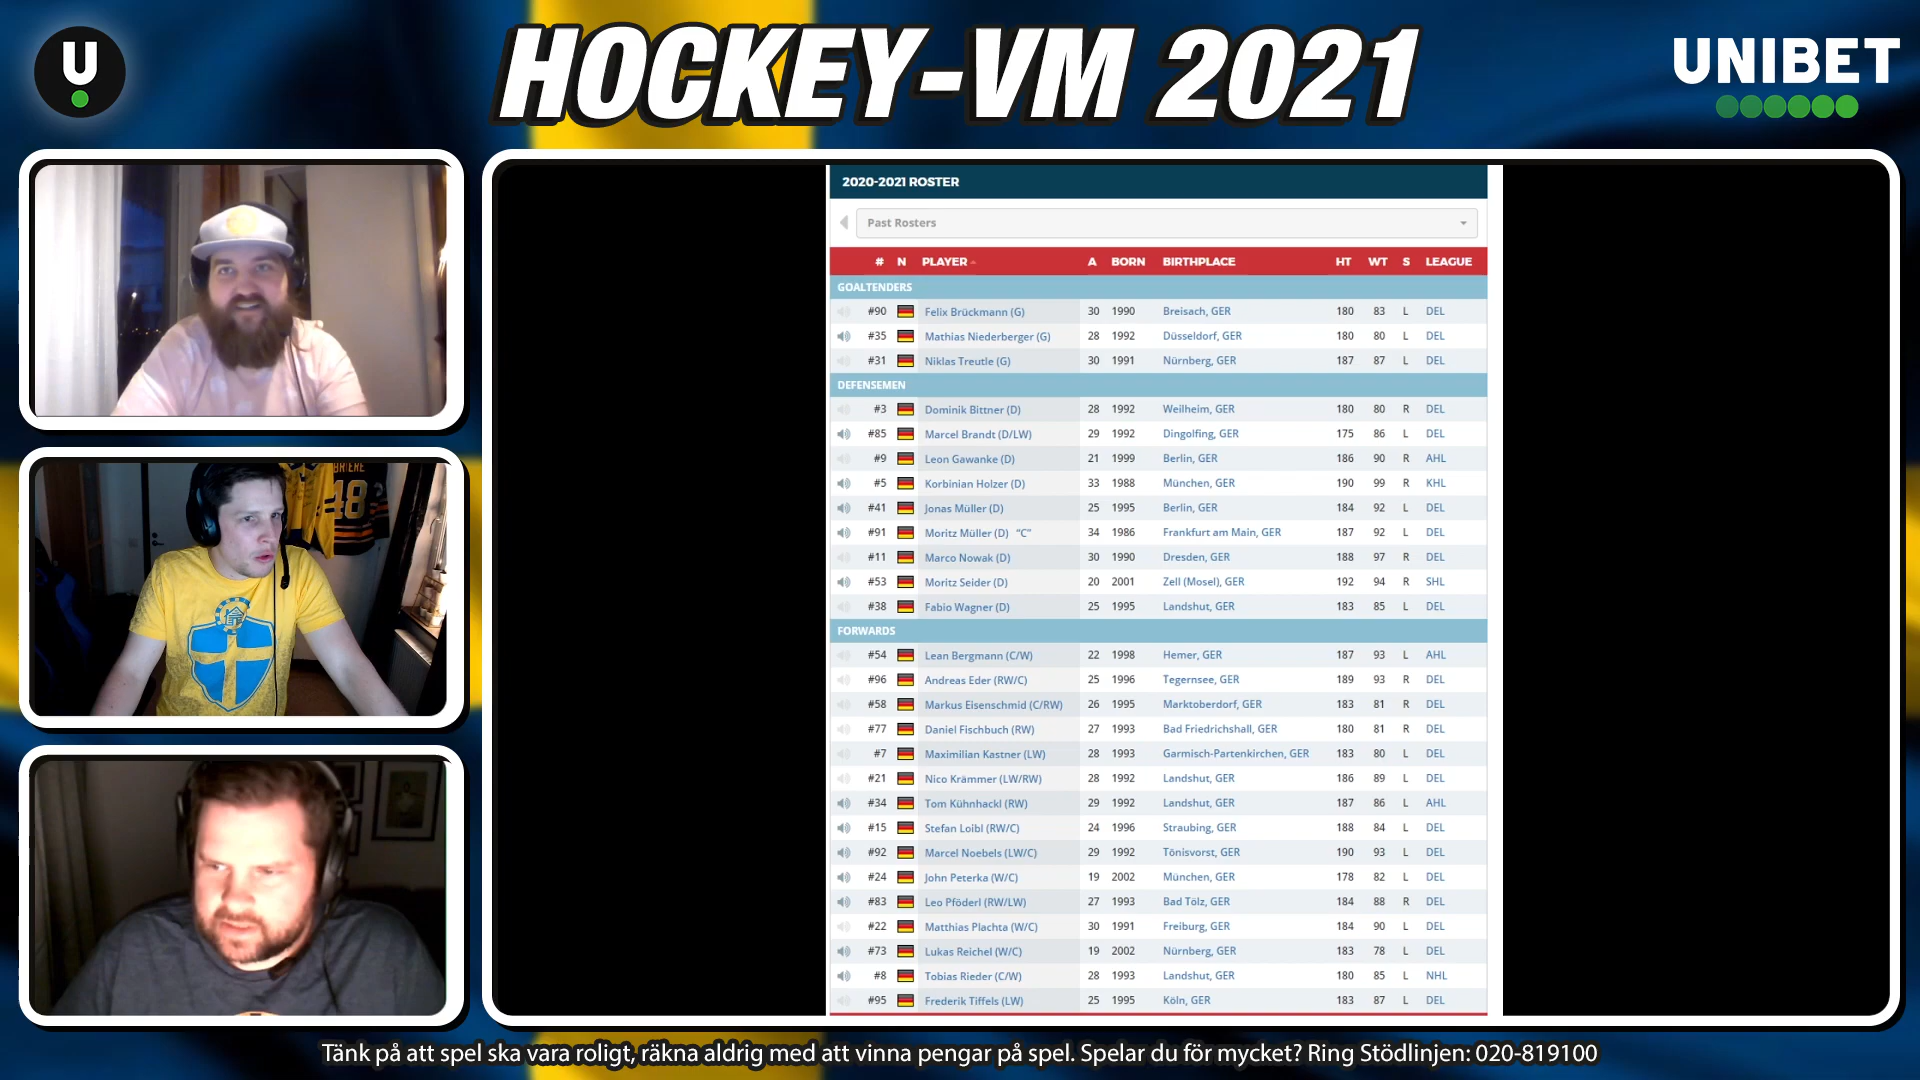 U
HOCKEY-VM 2021
UNIBET
BRIERE
48
2020-2021 ROSTER
Past Rosters
# N PLAYER A BORN BIRTHPLACE HT WT S LEAGUE
GOALTENDERS
#90 Felix Brückmann (G) 30 1990 Breisach, GER 180 83 L DEL
#35 Mathias Niederberger (G) 28 1992 Düsseldorf, GER 180 80 L DEL
#31 Niklas Treutle (G) 30 1991 Nürnberg, GER 187 87 L DEL
DEFENSEMEN
#3 Dominik Bittner (D) 28 1992 Weilheim, GER 180 80 R DEL
#85 Marcel Brandt (D/LW) 29 1992 Dingolfing, GER 175 86 L DEL
#9 Leon Gawanke (D) 21 1999 Berlin, GER 186 90 R AHL
#5 Korbinian Holzer (D) 33 1988 München, GER 190 99 R KHL
#41 Jonas Müller (D) 25 1995 Berlin, GER 184 92 L DEL
#91 Moritz Müller (D) "C" 34 1986 Frankfurt am Main, GER 187 92 L DEL
#11 Marco Nowak (D) 30 1990 Dresden, GER 188 97 R DEL
#53 Moritz Seider (D) 20 2001 Zell (Mosel), GER 192 94 R SHL
#38 Fabio Wagner (D) 25 1995 Landshut, GER 183 85 L DEL
FORWARDS
#54 Lean Bergmann (C/W) 22 1998 Hemer, GER 187 93 L AHL
#96 Andreas Eder (RW/C) 25 1996 Tegernsee, GER 189 93 R DEL
#58 Markus Eisenschmid (C/RW) 26 1995 Marktoberdorf, GER 183 81 R DEL
#77 Daniel Fischbuch (RW) 27 1993 Bad Friedrichshall, GER 180 81 R DEL
#7 Maximilian Kastner (LW) 28 1993 Garmisch-Partenkirchen, GER 183 80 L DEL
#21 Nico Krämmer (LW/RW) 28 1992 Landshut, GER 186 89 L DEL
#34 Tom Kühnhackl (RW) 29 1992 Landshut, GER 187 86 L AHL
#15 Stefan Loibl (RW/C) 24 1996 Straubing, GER 188 84 L DEL
#92 Marcel Noebels (LW/C) 29 1992 Tönisvorst, GER 190 93 L DEL
#24 John Peterka (W/C) 19 2002 München, GER 178 82 L DEL
#83 Leo Pföderl (RW/LW) 27 1993 Bad Tölz, GER 184 88 R DEL
#22 Matthias Plachta (W/C) 30 1991 Freiburg, GER 184 90 L DEL
#73 Lukas Reichel (W/C) 19 2002 Nürnberg, GER 183 78 L DEL
#8 Tobias Rieder (C/W) 28 1993 Landshut, GER 180 85 L NHL
#95 Frederik Tiffels (LW) 25 1995 Köln, GER 183 87 L DEL
Tänk på att spel ska vara roligt, räkna aldrig med att vinna pengar på spel. Spelar du för mycket? Ring Stödlinjen: 020-819100